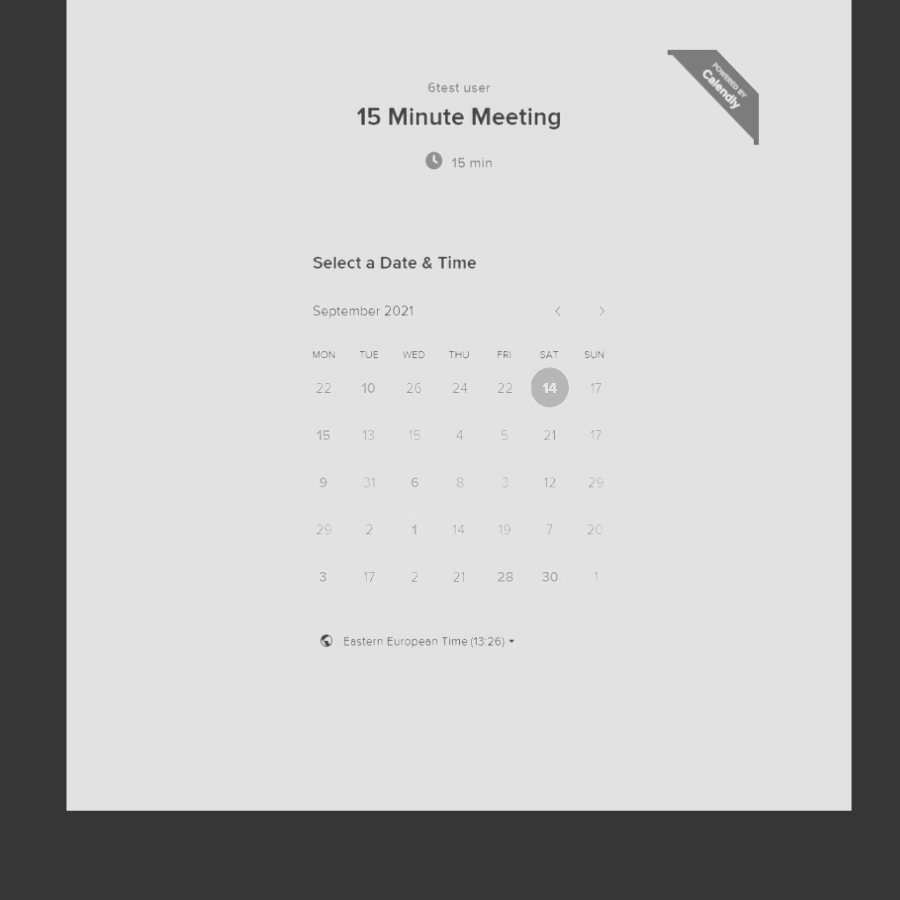 POWERED BY
Calendly
6test user
15 Minute Meeting
15 min
Select a Date & Time
September 2021
MON TUE WED THU FRI SAT SUN
22 10 26 24 22 14 17
15 13 15 4 5 21 17
9 31 6 8 3 12 29
29 2 1 14 19 7 20
3 17 2 21 28 30 1
Eastern European Time (13:26)